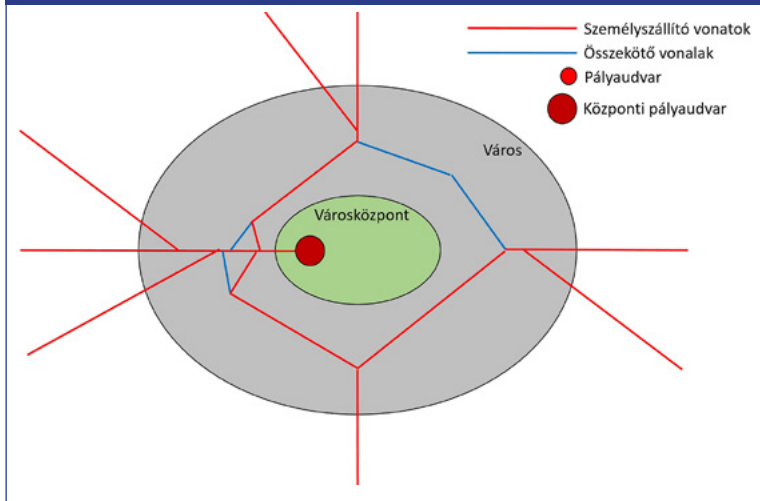 Személyszállító vonatok
Összekötő vonalak
Pályaudvar
Központi pályaudvar
Város
Városközpont